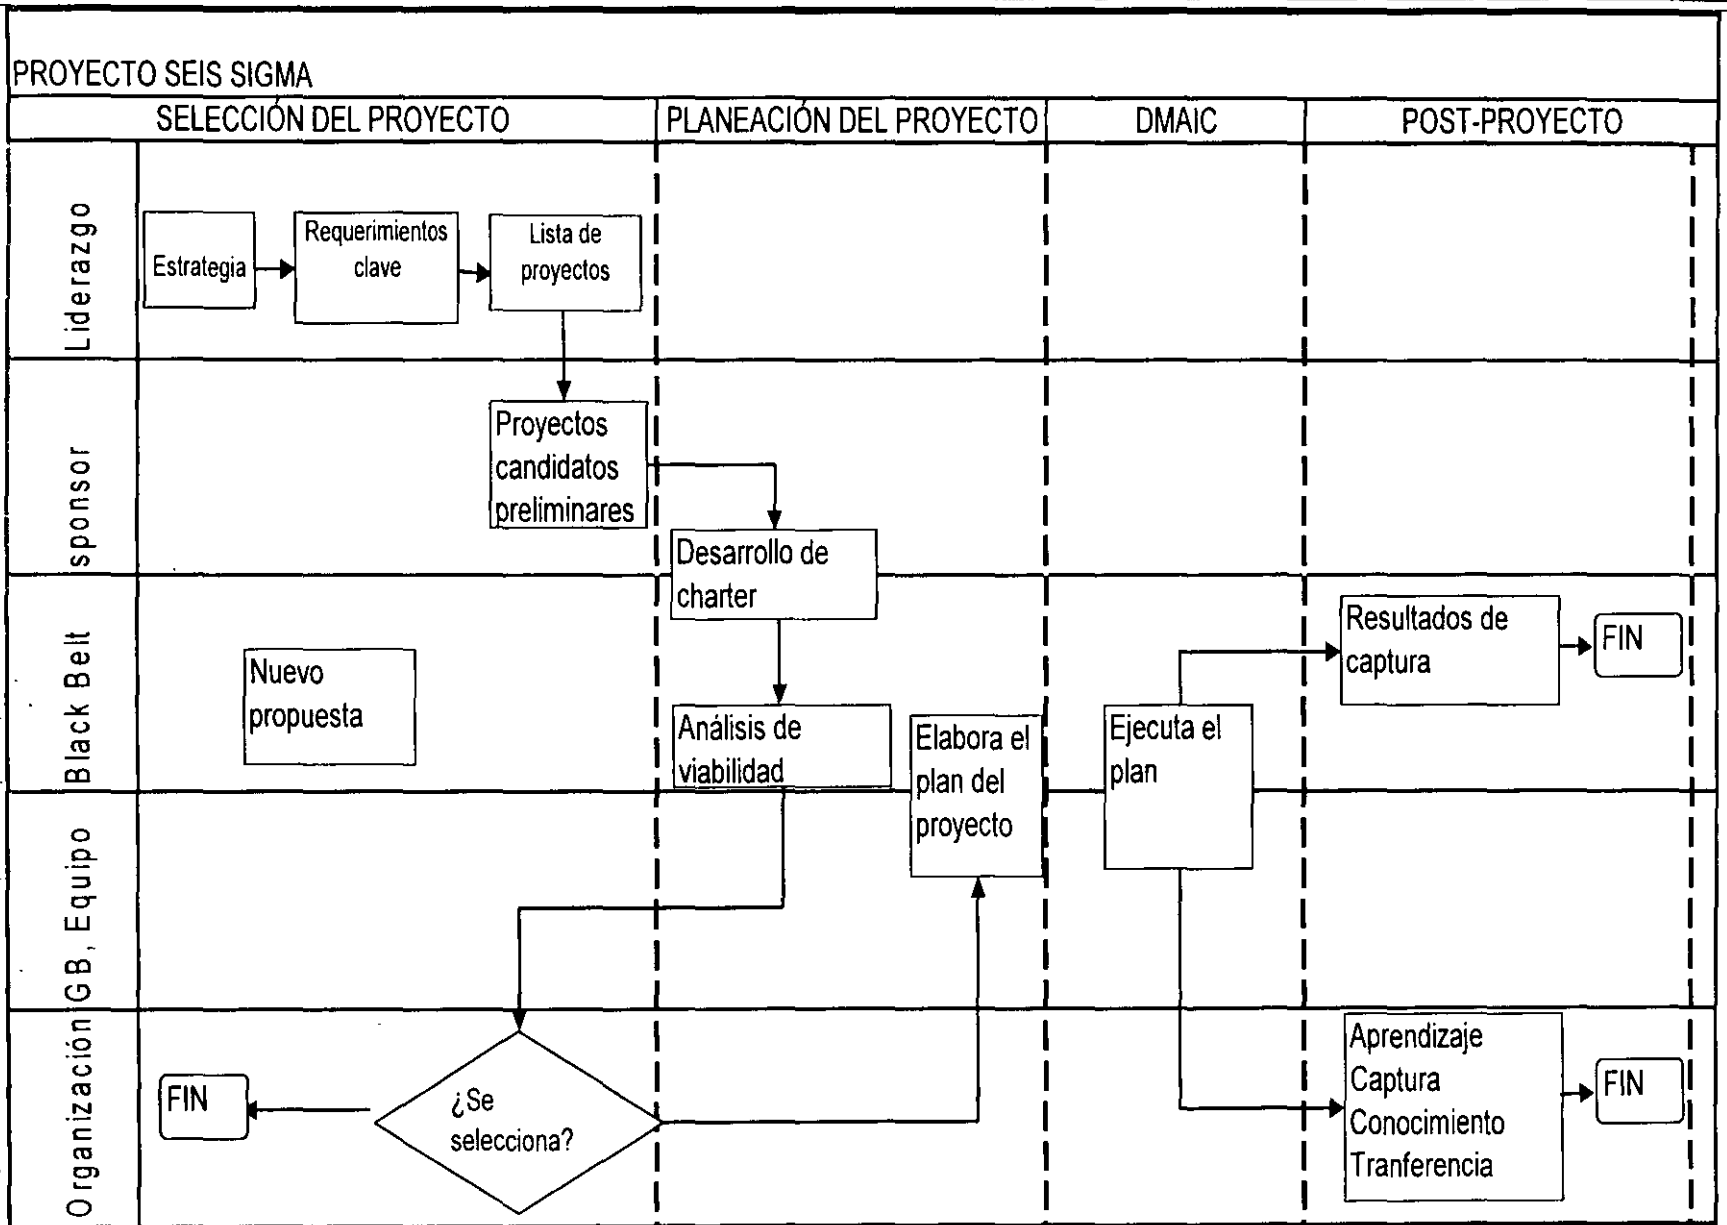 PROYECTO SEIS SIGMA
SELECCIÓN DEL PROYECTO
PLANEACIÓN DEL PROYECTO
DMAIC
POST-PROYECTO
Liderazgo
Estrategia
Requerimientos
clave
Lista de
proyectos
sponsor
Proyectos
candidatos
preliminares
Desarrollo de
charter
Black Belt
Nuevo
propuesta
Análisis de
viabilidad
Elabora el
plan del
proyecto
Ejecuta el
plan
Resultados de
captura
FIN
GB, Equipo
Organización
FIN
¿Se
selecciona?
Aprendizaje
Captura
Conocimiento
Tranferencia
FIN